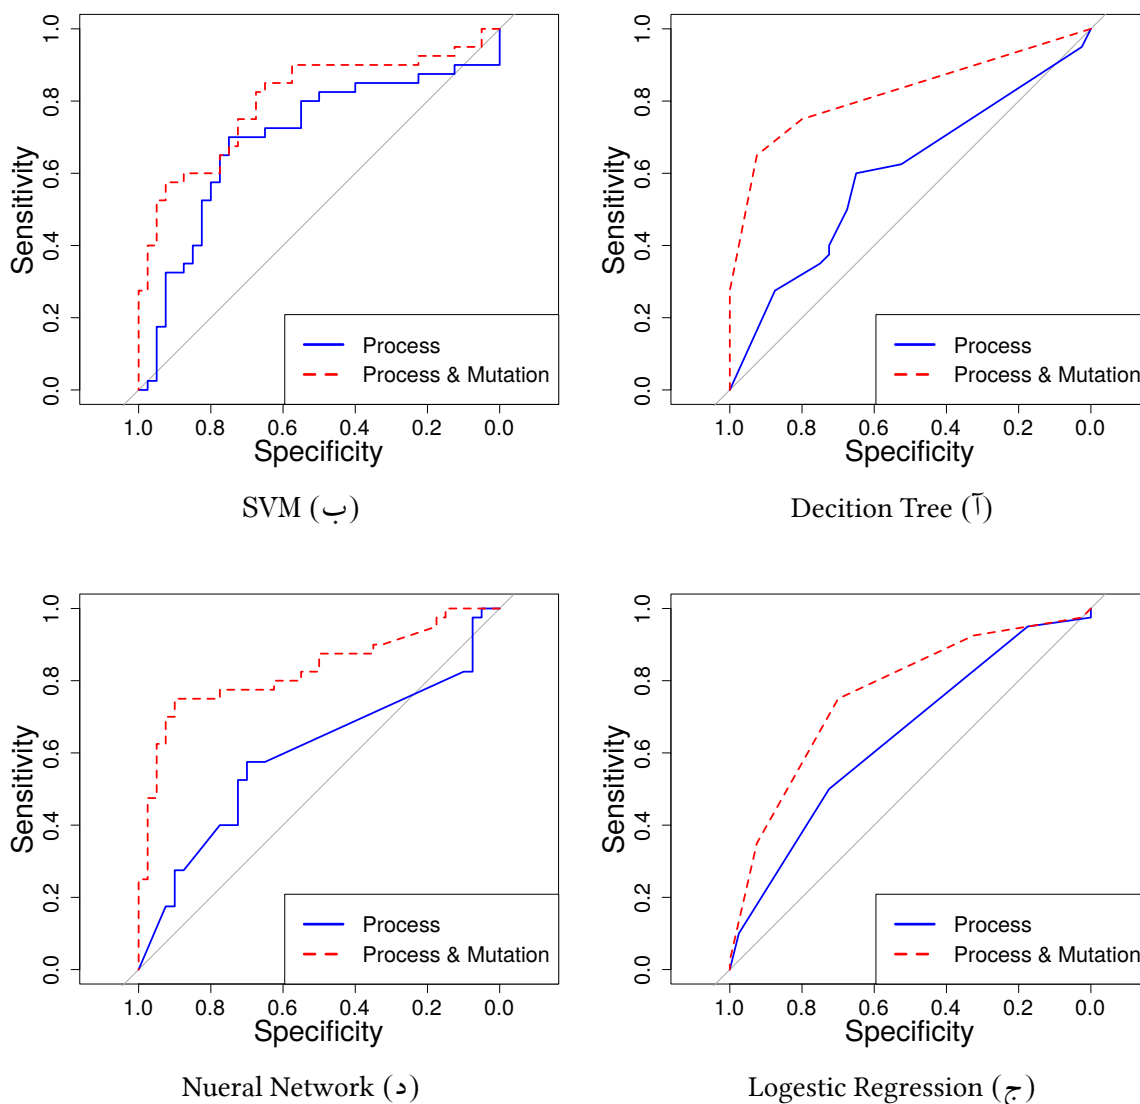 Sensitivity
0.0 0.2 0.4 0.6 0.8 1.0
Process
Process & Mutation
1.0 0.8 0.6 0.4 0.2 0.0
Specificity
SVM (ب)
Sensitivity
0.0 0.2 0.4 0.6 0.8 1.0
Process
Process & Mutation
1.0 0.8 0.6 0.4 0.2 0.0
Specificity
Decition Tree (آ)
Sensitivity
0.0 0.2 0.4 0.6 0.8 1.0
Process
Process & Mutation
1.0 0.8 0.6 0.4 0.2 0.0
Specificity
Nueral Network (د)
Sensitivity
0.0 0.2 0.4 0.6 0.8 1.0
Process
Process & Mutation
1.0 0.8 0.6 0.4 0.2 0.0
Specificity
Logestic Regression (ج)